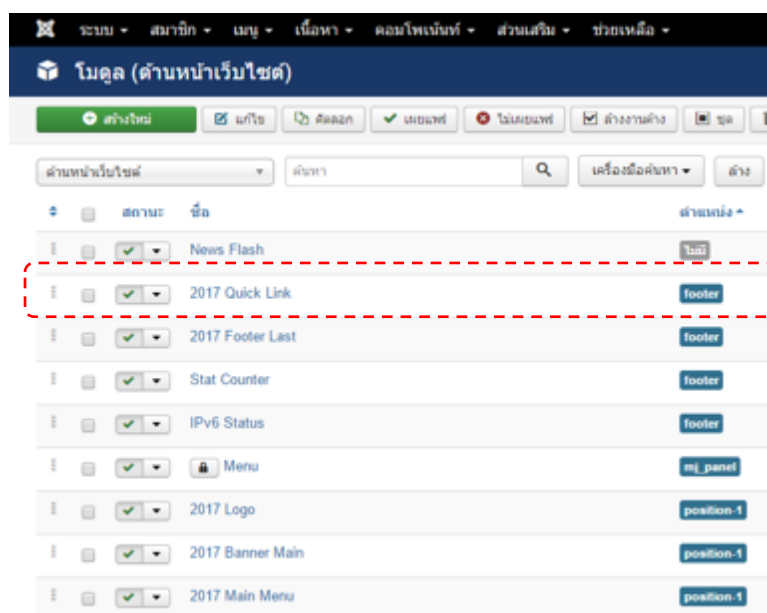 ระบบ สมาชิก เมนู เนื้อหา คอมโพเน้นท์ ส่วนเสริม ช่วยเหลือ
โมดูล (ด้านหน้าเว็บไซต์)
สร้างใหม่ แก้ไข คัดลอก เผยแพร่ ไม่เผยแพร่ ล้างงานค้าง ชุด
ด้านหน้าเว็บไซต์ ค้นหา เครื่องมือค้นหา ล้าง
สถานะ ชื่อ ตำแหน่ง
News Flash ไม่มี
2017 Quick Link footer
2017 Footer Last footer
Stat Counter footer
IPv6 Status footer
Menu mj_panel
2017 Logo position-1
2017 Banner Main position-1
2017 Main Menu position-1